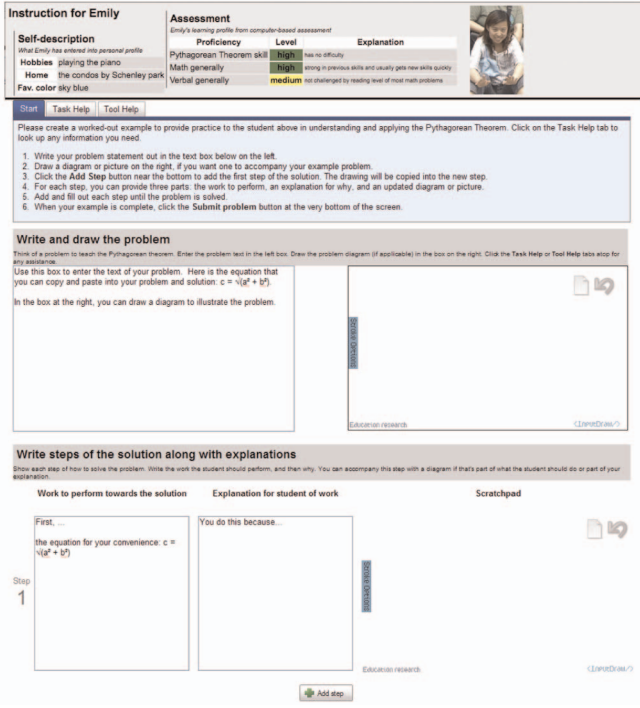 Instruction for Emily
Self-description
What Emily has entered into personal profile
Hobbies playing the piano
Home the condos by Schenley park
Fav. color sky blue
Assessment
Emily's learning profile from computer-based assessment
Proficiency Level Explanation
Pythagorean Theorem skill high has no difficulty
Math generally high strong in previous skills and usually gets new skills quickly
Verbal generally medium not challenged by reading level of most math problems
Start Task Help Tool Help
Please create a worked-out example to provide practice to the student above in understanding and applying the Pythagorean Theorem. Click on the Task Help tab to
look up any information you need.
1. Write your problem statement out in the text box below on the left.
2. Draw a diagram or picture on the right, if you want one to accompany your example problem.
3. Click the Add Step button near the bottom to add the first step of the solution. The drawing will be copied into the new step.
4. For each step, you can provide three parts: the work to perform, an explanation for why, and an updated diagram or picture.
5. Add and fill out each step until the problem is solved.
6. When your example is complete, click the Submit problem button at the very bottom of the screen.
Write and draw the problem
Think of a problem to teach the Pythagorean theorem. Enter the problem text in the left box. Draw the problem diagram (if applicable) in the box on the right. Click the Task Help or Tool Help tabs atop for
any assistance.
Use this box to enter the text of your problem. Here is the equation that
you can copy and paste into your problem and solution: c = √(a² + b²).
In the box at the right, you can draw a diagram to illustrate the problem.
Stroke Options
Education research <InputDraw/>
Write steps of the solution along with explanations
Show each step of how to solve the problem. Write the work the student should perform, and then why. You can accompany this step with a diagram if that's part of what the student should do or part of your
explanation.
Work to perform towards the solution Explanation for student of work Scratchpad
Step
1
First, ...
the equation for your convenience: c =
√(a² + b²)
You do this because...
Stroke Options
Education research <InputDraw/>
Add step